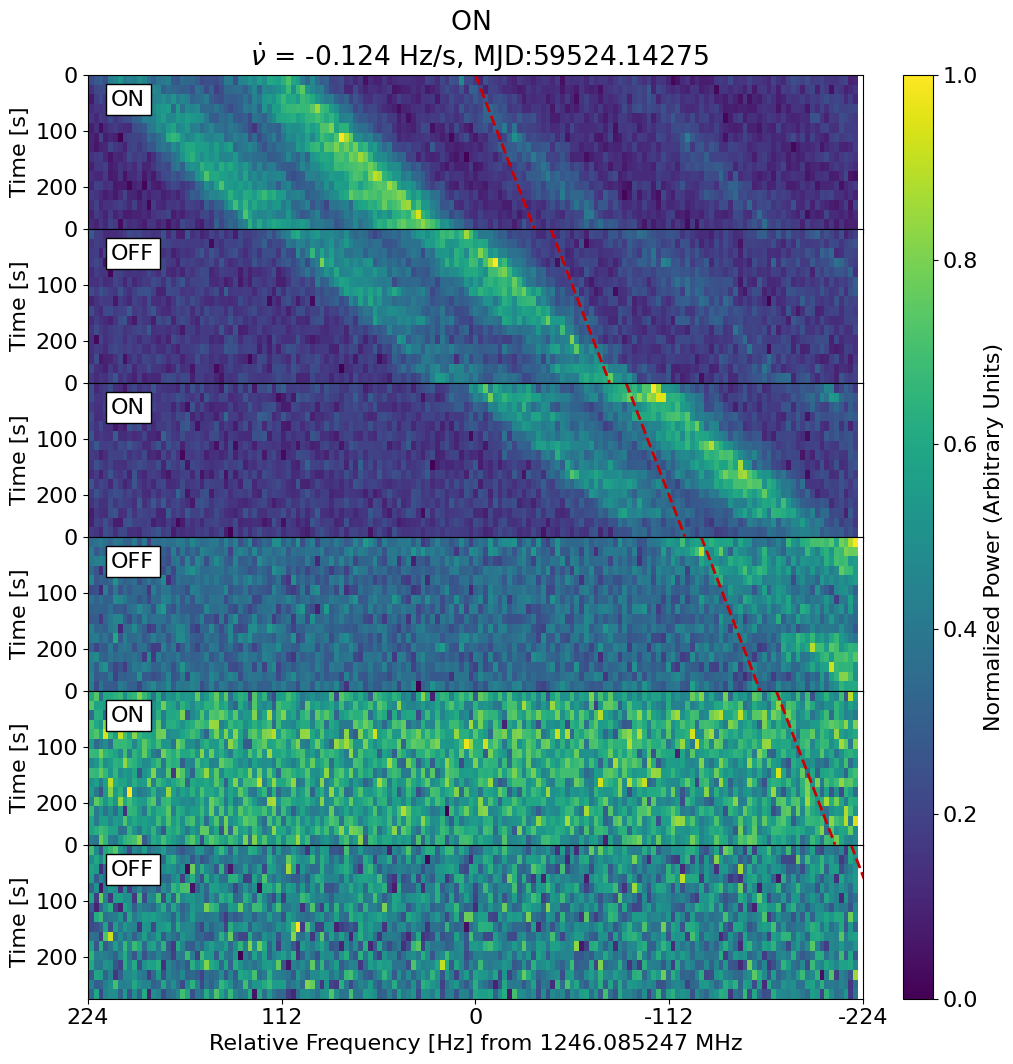 ON
ν̇ = -0.124 Hz/s, MJD:59524.14275
0
ON
Time [s]
100
200
0
OFF
Time [s]
100
200
0
ON
Time [s]
100
200
0
OFF
Time [s]
100
200
0
ON
Time [s]
100
200
0
OFF
Time [s]
100
200
224
112
0
-112
-224
Relative Frequency [Hz] from 1246.085247 MHz
1.0
0.8
0.6
0.4
0.2
0.0
Normalized Power (Arbitrary Units)